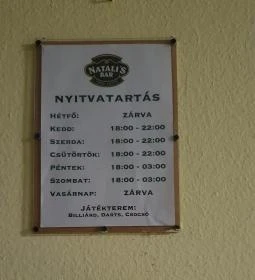 NATALI'S
BAR
NYITVATARTÁS
HÉTFŐ: ZÁRVA
KEDD: 18:00 - 22:00
SZERDA: 18:00 - 22:00
CSÜTÖRTÖK: 18:00 - 22:00
PÉNTEK: 18:00 - 03:00
SZOMBAT: 18:00 - 03:00
VASÁRNAP: ZÁRVA
JÁTÉKTEREM:
BILLIÁRD, DARTS, CSOCSÓ